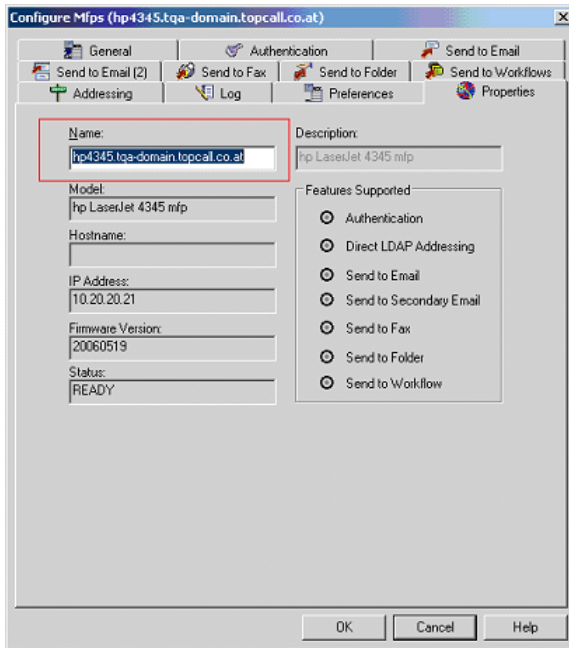 Configure Mfps (hp4345.tqa-domain.topcall.co.at)
General
Authentication
Send to Email
Send to Email (2)
Send to Fax
Send to Folder
Send to Workflows
Addressing
Log
Preferences
Properties
Name:
hp4345.tqa-domain.topcall.co.at
Description:
hp LaserJet 4345 mfp
Model:
hp LaserJet 4345 mfp
Hostname:
IP Address:
10.20.20.21
Firmware Version:
20060519
Status:
READY
Features Supported
Authentication
Direct LDAP Addressing
Send to Email
Send to Secondary Email
Send to Fax
Send to Folder
Send to Workflow
OK
Cancel
Help